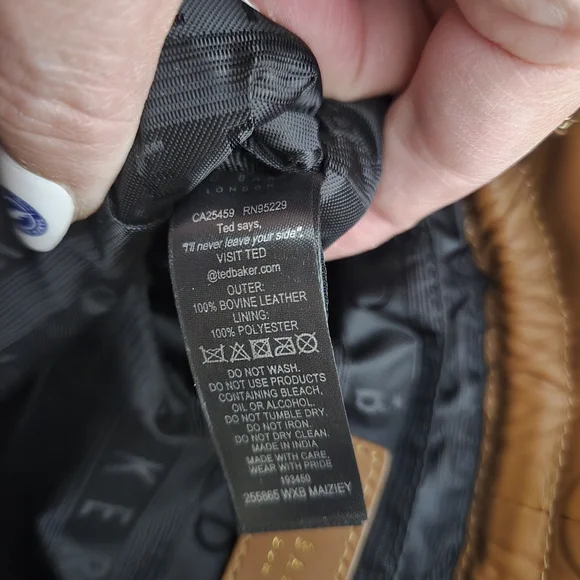 LONDON
CA25459 RN95229
Ted says,
"I'll never leave your side".
VISIT TED
@tedbaker.com
OUTER:
100% BOVINE LEATHER
LINING:
100% POLYESTER
DO NOT WASH.
DO NOT USE PRODUCTS
CONTAINING BLEACH,
OIL OR ALCOHOL.
DO NOT TUMBLE DRY.
DO NOT IRON.
DO NOT DRY CLEAN.
MADE IN INDIA
MADE WITH CARE,
WEAR WITH PRIDE
193450
255865 WXB MAIZIEY
K E